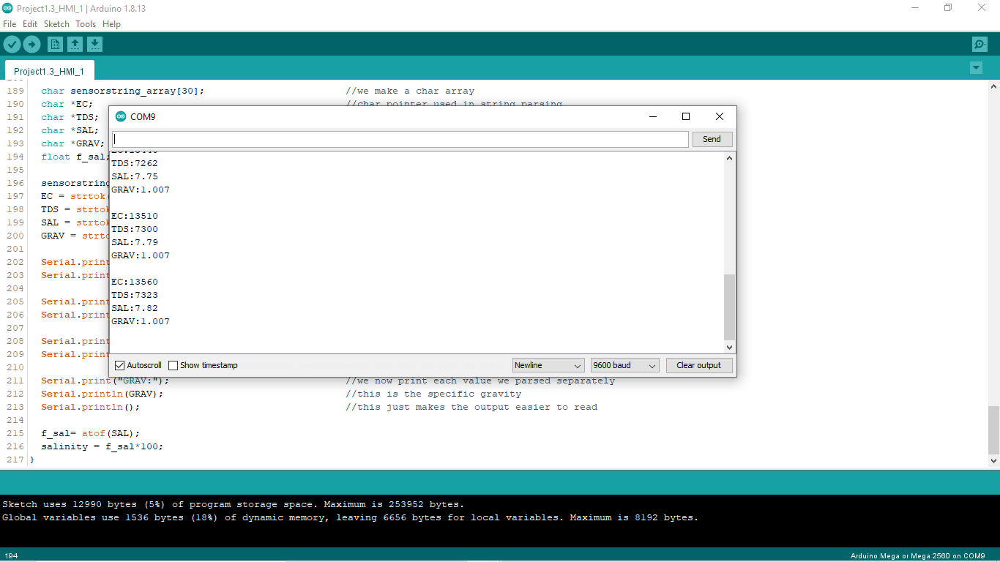 Project1.3_HMI_1 | Arduino 1.8.13
File Edit Sketch Tools Help
Project1.3_HMI_1
189 char sensorstring_array[30]; //we make a char array
190 char *EC; //char pointer used in string parsing
191 char *TDS;
192 char *SAL;
193 char *GRAV;
194 float f_sal;
195
196 sensorstring
197 EC = strtok
198 TDS = strtok
199 SAL = strtok
200 GRAV = strto
201
202 Serial.print
203 Serial.print
204
205 Serial.print
206 Serial.print
207
208 Serial.print
209 Serial.print
210
COM9
Send
TDS:7262
SAL:7.75
GRAV:1.007
EC:13510
TDS:7300
SAL:7.79
GRAV:1.007
EC:13560
TDS:7323
SAL:7.82
GRAV:1.007
Autoscroll Show timestamp Newline 9600 baud Clear output
211 Serial.print("GRAV:"); //we now print each value we parsed separately
212 Serial.println(GRAV); //this is the specific gravity
213 Serial.println(); //this just makes the output easier to read
214
215 f_sal= atof(SAL);
216 salinity = f_sal*100;
217 }
Sketch uses 12990 bytes (5%) of program storage space. Maximum is 253952 bytes.
Global variables use 1536 bytes (18%) of dynamic memory, leaving 6656 bytes for local variables. Maximum is 8192 bytes.
194 Arduino Mega or Mega 2560 on COM9